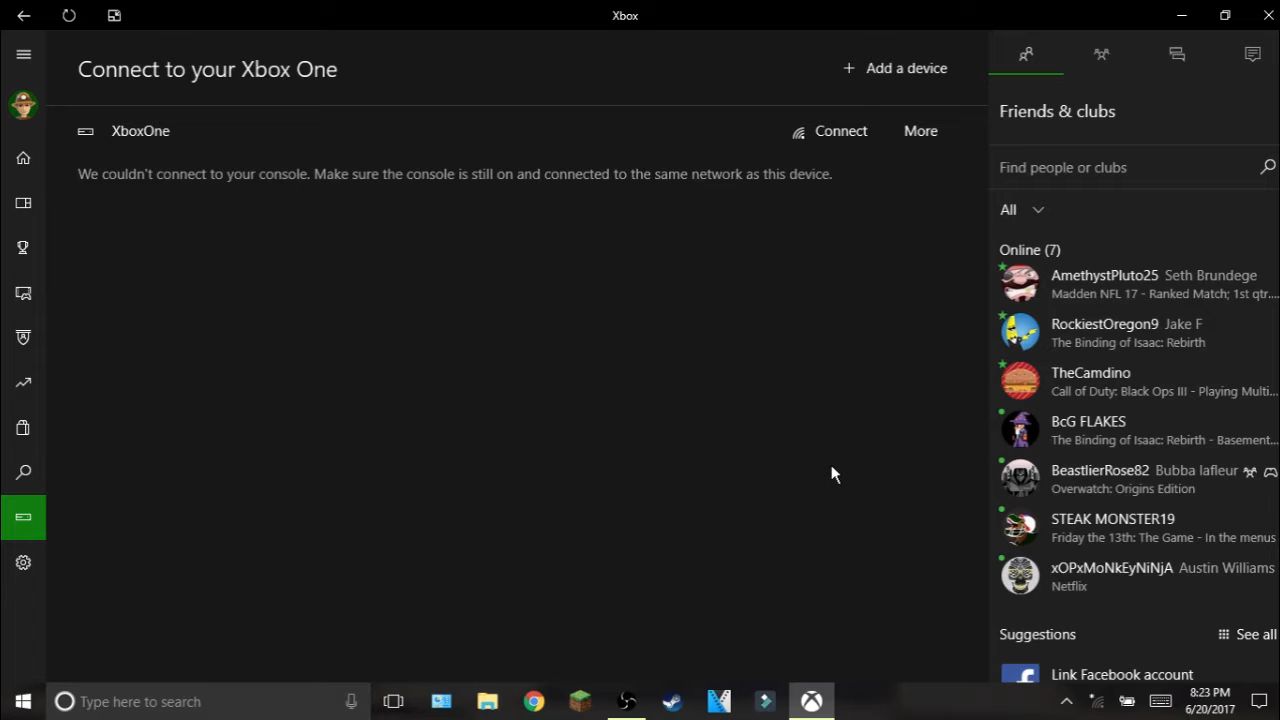 Xbox
Connect to your Xbox One
Add a device
XboxOne
Connect
More
We couldn't connect to your console. Make sure the console is still on and connected to the same network as this device.
Friends & clubs
Find people or clubs
All
Online (7)
AmethystPluto25 Seth Brundege
Madden NFL 17 - Ranked Match; 1st qtr....
RockiestOregon9 Jake F
The Binding of Isaac: Rebirth
TheCamdino
Call of Duty: Black Ops III - Playing Multi...
BcG FLAKES
The Binding of Isaac: Rebirth - Basement...
BeastlierRose82 Bubba lafleur
Overwatch: Origins Edition
STEAK MONSTER19
Friday the 13th: The Game - In the menus
xOPxMoNkEyNiNjA Austin Williams
Netflix
Suggestions
See all
Link Facebook account
Type here to search
8:23 PM
6/20/2017